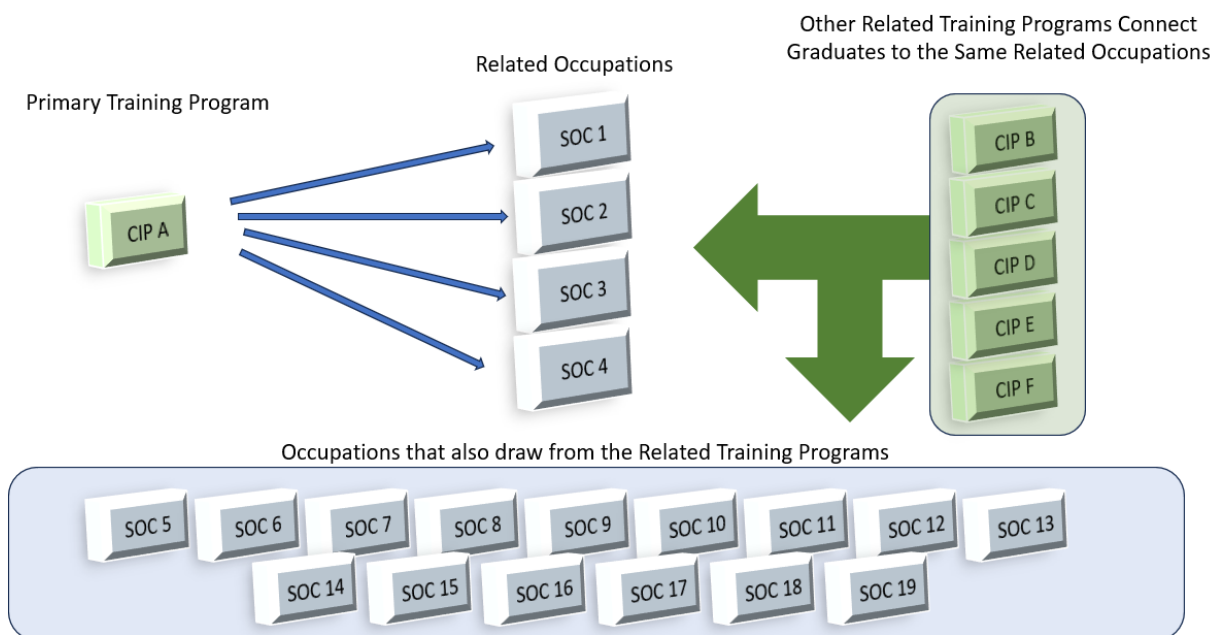 Other Related Training Programs Connect
Graduates to the Same Related Occupations
Related Occupations
Primary Training Program
CIP A
SOC 1
SOC 2
SOC 3
SOC 4
CIP B
CIP C
CIP D
CIP E
CIP F
Occupations that also draw from the Related Training Programs
SOC 5 SOC 6 SOC 7 SOC 8 SOC 9 SOC 10 SOC 11 SOC 12 SOC 13
SOC 14 SOC 15 SOC 16 SOC 17 SOC 18 SOC 19